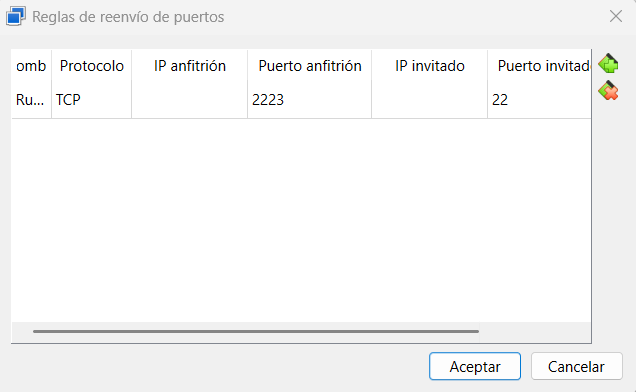 Reglas de reenvío de puertos
omb Protocolo IP anfitrión Puerto anfitrión IP invitado Puerto invitado
Ru... TCP 2223 22
Aceptar Cancelar